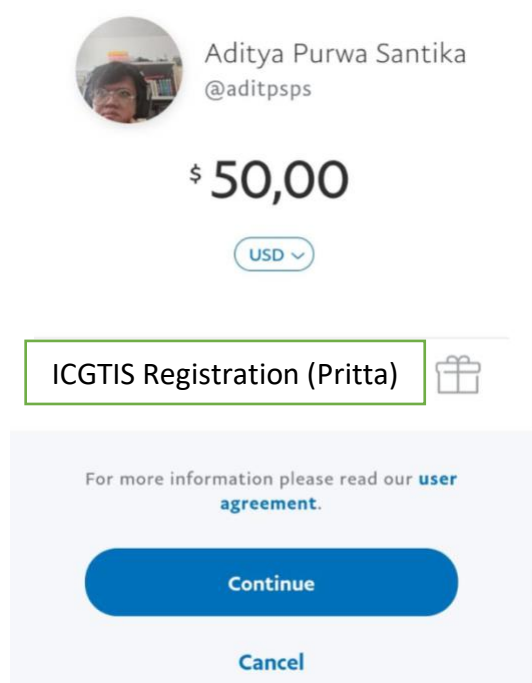 Aditya Purwa Santika
@aditpsps
$ 50,00
USD
ICGTIS Registration (Pritta)
For more information please read our user
agreement.
Continue
Cancel